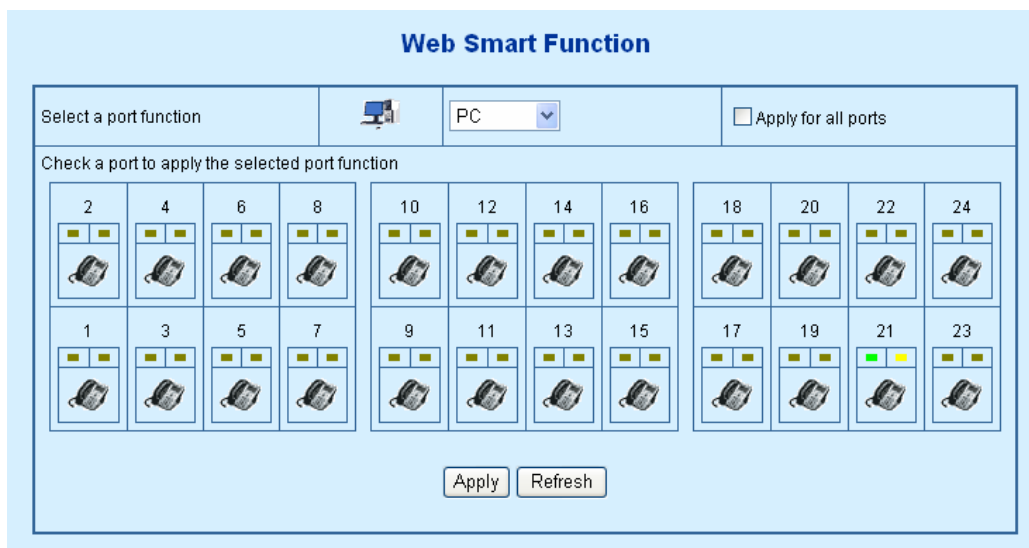 Web Smart Function
Select a port function PC Apply for all ports
Check a port to apply the selected port function
2 4 6 8 10 12 14 16 18 20 22 24
1 3 5 7 9 11 13 15 17 19 21 23
Apply Refresh